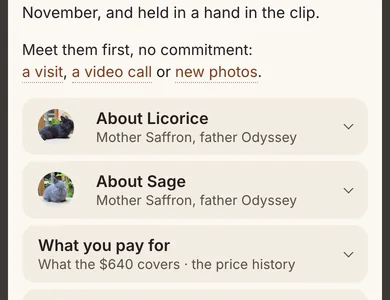 November, and held in a hand in the clip.
Meet them first, no commitment:
a visit, a video call or new photos.
About Licorice
Mother Saffron, father Odyssey
About Sage
Mother Saffron, father Odyssey
What you pay for
What the $640 covers · the price history